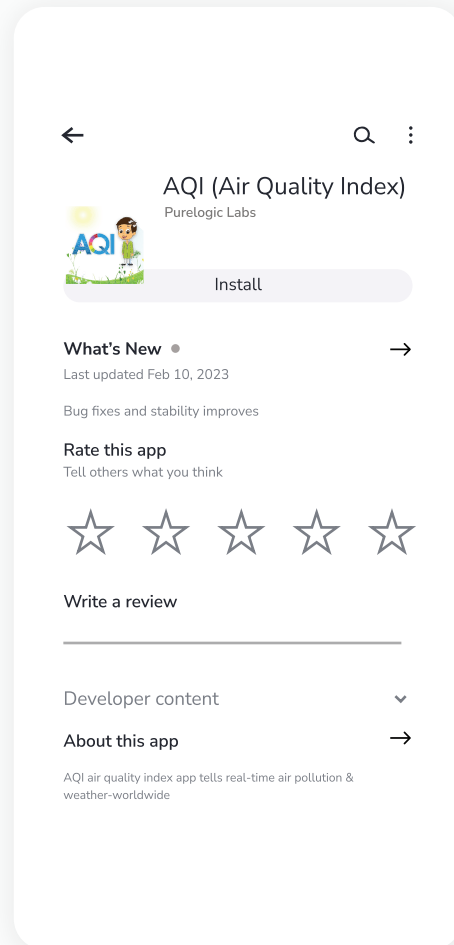 AQI (Air Quality Index)
Purelogic Labs
AQI
Install
What's New
Last updated Feb 10, 2023
Bug fixes and stability improves
Rate this app
Tell others what you think
Write a review
Developer content
About this app
AQI air quality index app tells real-time air pollution &
weather-worldwide